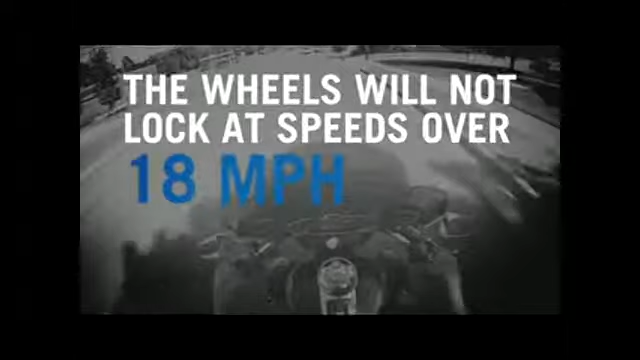 THE WHEELS WILL NOT
LOCK AT SPEEDS OVER
18 MPH